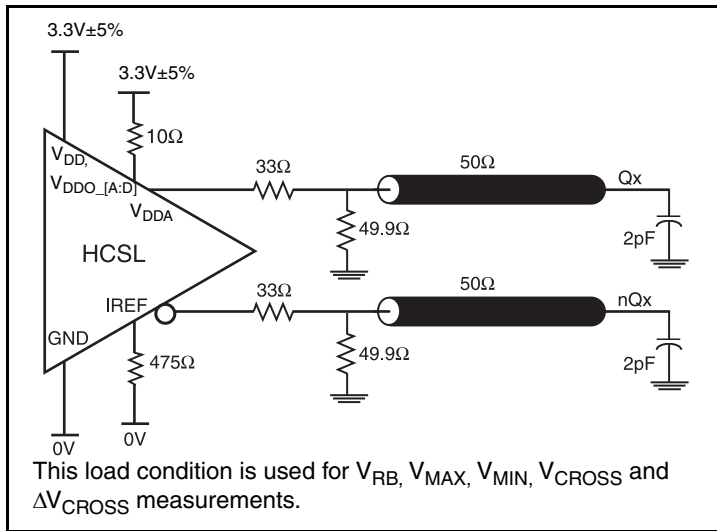 3.3V±5%
3.3V±5%
10Ω
VDD,
VDDO_[A:D]
VDDA
33Ω
50Ω
Qx
49.9Ω
2pF
HCSL
IREF
33Ω
50Ω
nQx
GND
475Ω
49.9Ω
2pF
0V
0V
This load condition is used for VRB, VMAX, VMIN, VCROSS and
ΔVCROSS measurements.